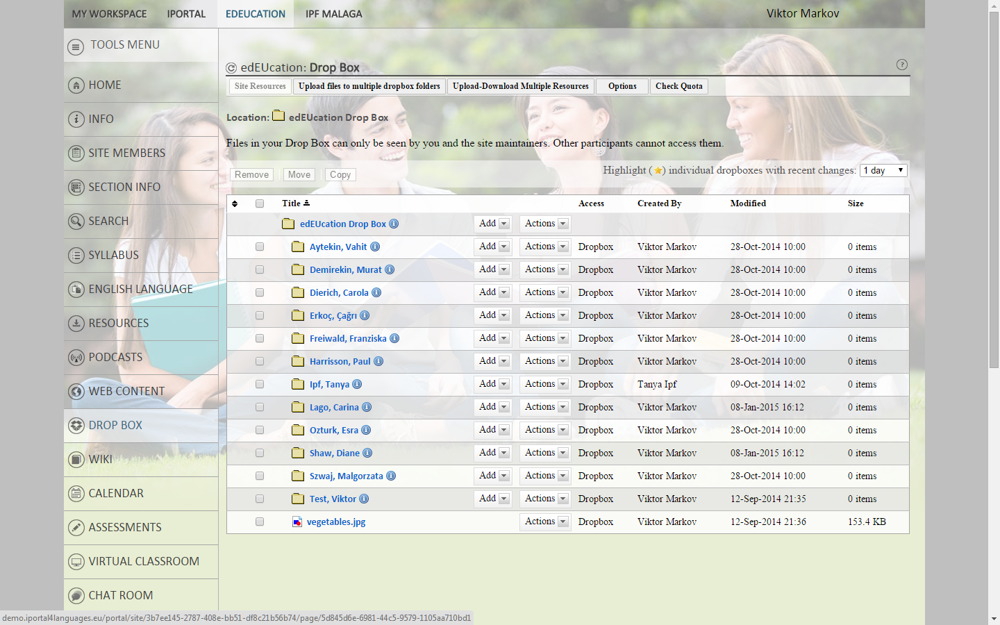 MY WORKSPACE IPORTAL EDEUCATION IPF MALAGA Viktor Markov
TOOLS MENU
HOME
INFO
SITE MEMBERS
SECTION INFO
SEARCH
SYLLABUS
ENGLISH LANGUAGE
RESOURCES
PODCASTS
WEB CONTENT
DROP BOX
WIKI
CALENDAR
ASSESSMENTS
VIRTUAL CLASSROOM
CHAT ROOM
edEUcation: Drop Box ?
Site Resources Upload files to multiple dropbox folders Upload-Download Multiple Resources Options Check Quota
Location: edEUcation Drop Box
Files in your Drop Box can only be seen by you and the site maintainers. Other participants cannot access them.
Remove Move Copy Highlight ( ) individual dropboxes with recent changes: 1 day
Title Access Created By Modified Size
edEUcation Drop Box Add Actions
Aytekin, Vahit Add Actions Dropbox Viktor Markov 28-Oct-2014 10:00 0 items
Demirekin, Murat Add Actions Dropbox Viktor Markov 28-Oct-2014 10:00 0 items
Dierich, Carola Add Actions Dropbox Viktor Markov 28-Oct-2014 10:00 0 items
Erkoç, Çağrı Add Actions Dropbox Viktor Markov 28-Oct-2014 10:00 0 items
Freiwald, Franziska Add Actions Dropbox Viktor Markov 28-Oct-2014 10:00 0 items
Harrisson, Paul Add Actions Dropbox Viktor Markov 28-Oct-2014 10:00 0 items
Ipf, Tanya Add Actions Dropbox Tanya Ipf 09-Oct-2014 14:02 0 items
Lago, Carina Add Actions Dropbox Viktor Markov 08-Jan-2015 16:12 0 items
Ozturk, Esra Add Actions Dropbox Viktor Markov 28-Oct-2014 10:00 0 items
Shaw, Diane Add Actions Dropbox Viktor Markov 08-Jan-2015 16:12 0 items
Szwaj, Malgorzata Add Actions Dropbox Viktor Markov 28-Oct-2014 10:00 0 items
Test, Viktor Add Actions Dropbox Viktor Markov 12-Sep-2014 21:35 0 items
vegetables.jpg Actions Dropbox Viktor Markov 12-Sep-2014 21:36 153.4 KB
demo.iportal4languages.eu/portal/site/3b7ee145-2787-408e-bb51-df8c21b56b74/page/5d845d6e-6981-44c5-9579-1105aa710bd1